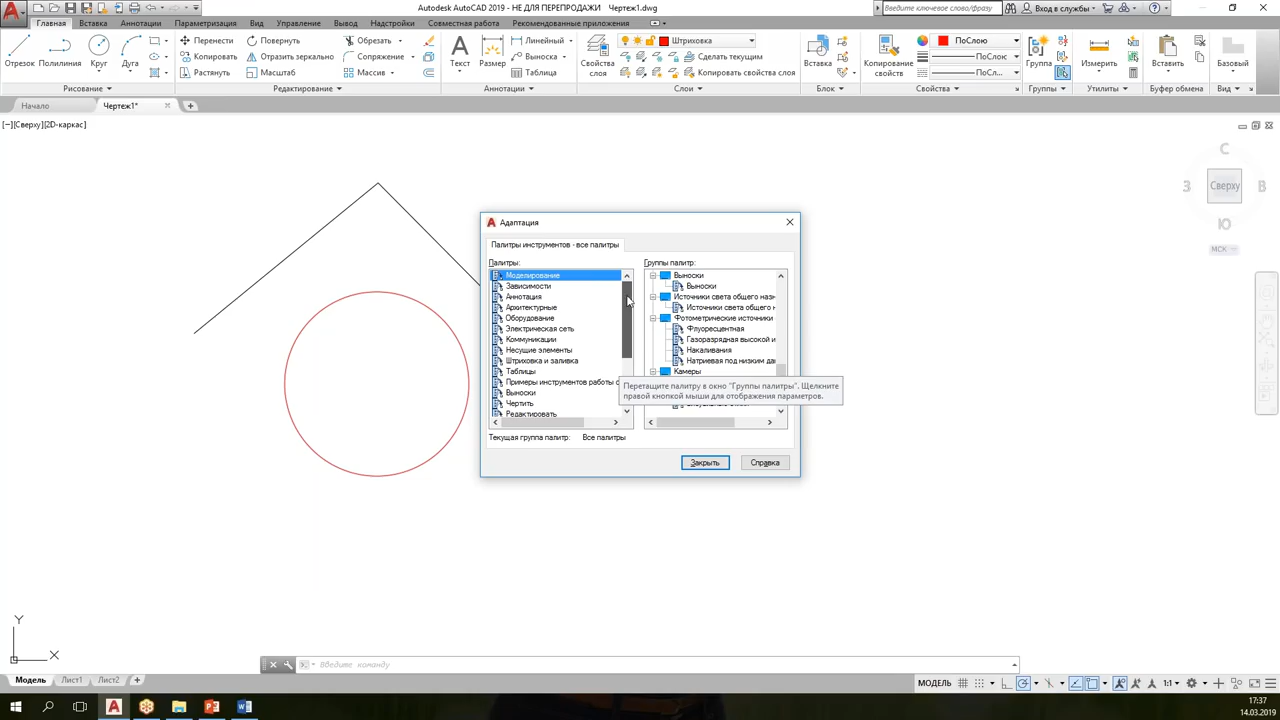 Autodesk AutoCAD 2019 - НЕ ДЛЯ ПЕРЕПРОДАЖИ Чертеж1.dwg
Введите ключевое слово/фразу
Вход в службы
Главная Вставка Аннотации Параметризация Вид Управление Вывод Надстройки Совместная работа Рекомендованные приложения
Отрезок Полилиния Круг Дуга
Перенести Повернуть Обрезать
Копировать Отразить зеркально Сопряжение
Растянуть Масштаб Массив
Текст Размер
Линейный
Выноска
Таблица
Свойства слоя
Штриховка
Сделать текущим
Копировать свойства слоя
Вставка
Копирование свойств
ПоСлою
ПоСлою
ПоСл...
Группа
Измерить
Вставить
Базовый
Рисование Редактирование Аннотации Слои Блок Свойства Группы Утилиты Буфер обмена Вид
Начало Чертеж1*
[−][Сверху][2D-каркас]
С
З Сверху В
Ю
МСК
Адаптация
Палитры инструментов - все палитры
Палитры:
Моделирование
Зависимости
Аннотация
Архитектурные
Оборудование
Электрическая сеть
Коммуникации
Несущие элементы
Штриховка и заливка
Таблицы
Примеры инструментов работы с
Выноски
Чертить
Редактировать
Группы палитр:
Выноски
Выноски
Источники света общего назн
Источники света общего н
Фотометрические источники
Флуоресцентная
Газоразрядная высокой и
Накаливания
Натриевая под низким да
Камеры
Перетащите палитру в окно "Группы палитры". Щелкните
правой кнопкой мыши для отображения параметров.
Текущая группа палитр: Все палитры
Закрыть Справка
Y
X
Введите команду
Модель Лист1 Лист2 +
МОДЕЛЬ
1:1
17:37
14.03.2019